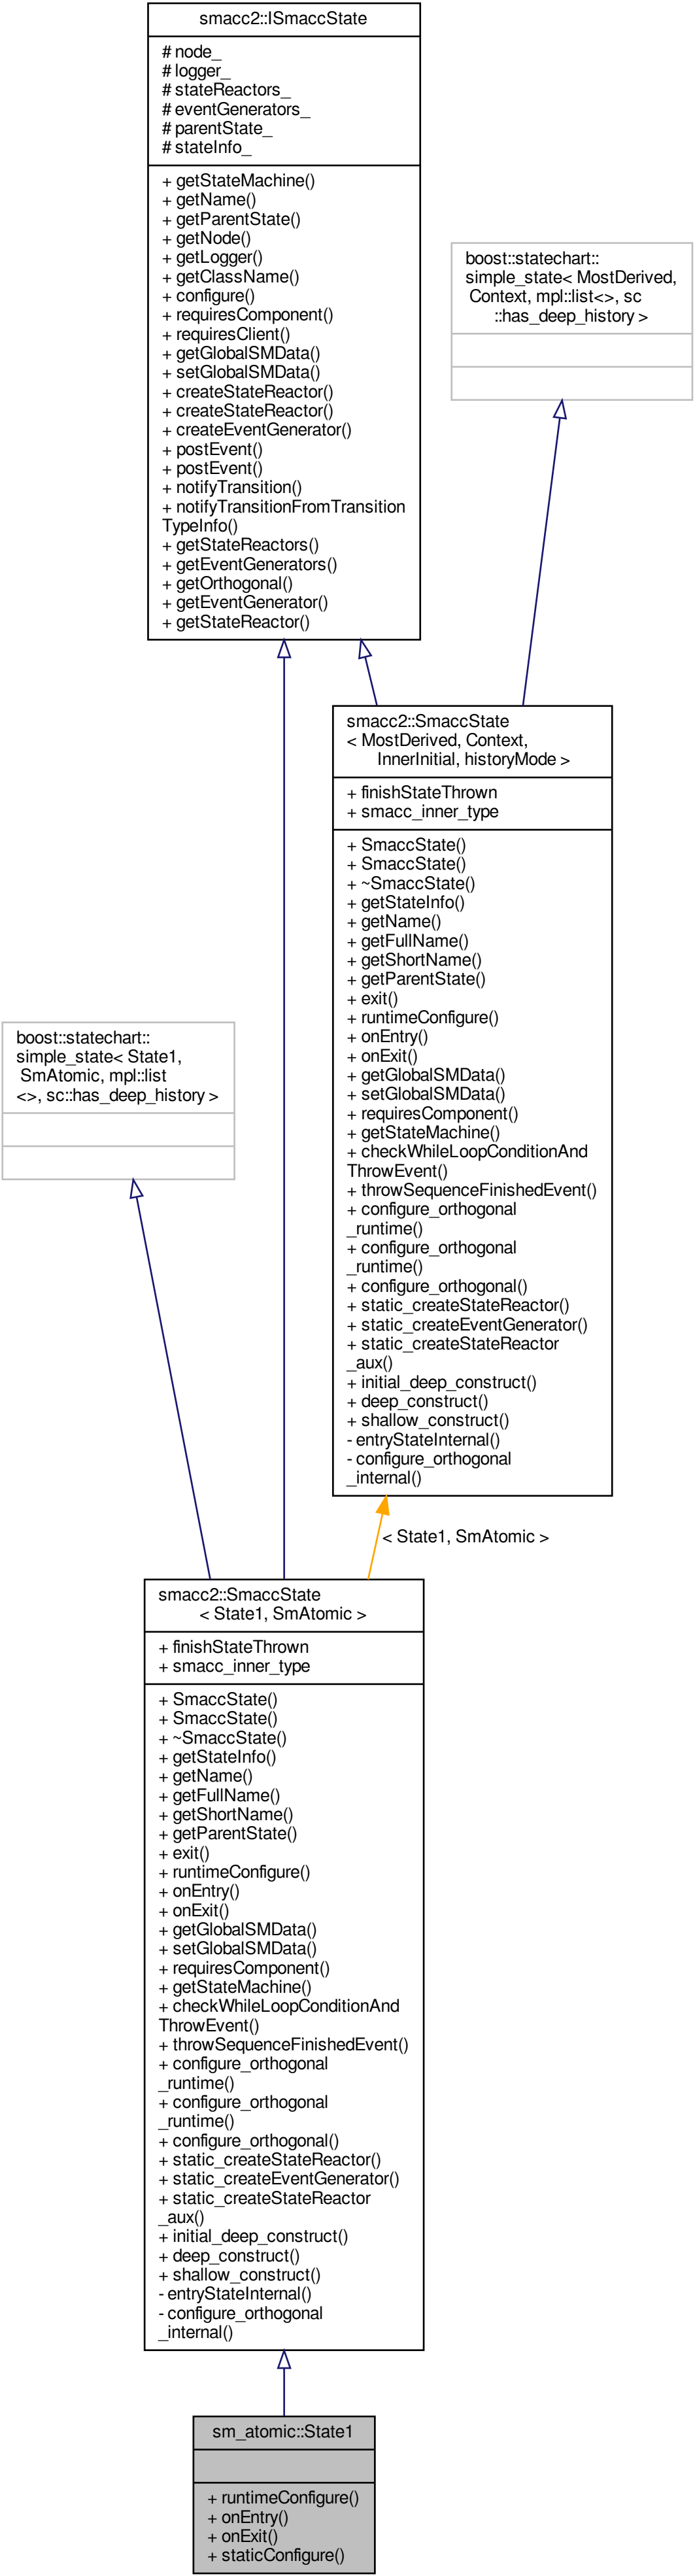 smacc2::ISmaccState
# node_
# logger_
# stateReactors_
# eventGenerators_
# parentState_
# stateInfo_
+ getStateMachine()
+ getName()
+ getParentState()
+ getNode()
+ getLogger()
+ getClassName()
+ configure()
+ requiresComponent()
+ requiresClient()
+ getGlobalSMData()
+ setGlobalSMData()
+ createStateReactor()
+ createStateReactor()
+ createEventGenerator()
+ postEvent()
+ postEvent()
+ notifyTransition()
+ notifyTransitionFromTransition
TypeInfo()
+ getStateReactors()
+ getEventGenerators()
+ getOrthogonal()
+ getEventGenerator()
+ getStateReactor()
boost::statechart::
simple_state< MostDerived,
Context, mpl::list<>, sc
::has_deep_history >
smacc2::SmaccState
< MostDerived, Context,
InnerInitial, historyMode >
+ finishStateThrown
+ smacc_inner_type
+ SmaccState()
+ SmaccState()
+ ~SmaccState()
+ getStateInfo()
+ getName()
+ getFullName()
+ getShortName()
+ getParentState()
+ exit()
+ runtimeConfigure()
+ onEntry()
+ onExit()
+ getGlobalSMData()
+ setGlobalSMData()
+ requiresComponent()
+ getStateMachine()
+ checkWhileLoopConditionAnd
ThrowEvent()
+ throwSequenceFinishedEvent()
+ configure_orthogonal
_runtime()
+ configure_orthogonal
_runtime()
+ configure_orthogonal()
+ static_createStateReactor()
+ static_createEventGenerator()
+ static_createStateReactor
_aux()
+ initial_deep_construct()
+ deep_construct()
+ shallow_construct()
- entryStateInternal()
- configure_orthogonal
_internal()
boost::statechart::
simple_state< State1,
SmAtomic, mpl::list
<>, sc::has_deep_history >
< State1, SmAtomic >
smacc2::SmaccState
< State1, SmAtomic >
+ finishStateThrown
+ smacc_inner_type
+ SmaccState()
+ SmaccState()
+ ~SmaccState()
+ getStateInfo()
+ getName()
+ getFullName()
+ getShortName()
+ getParentState()
+ exit()
+ runtimeConfigure()
+ onEntry()
+ onExit()
+ getGlobalSMData()
+ setGlobalSMData()
+ requiresComponent()
+ getStateMachine()
+ checkWhileLoopConditionAnd
ThrowEvent()
+ throwSequenceFinishedEvent()
+ configure_orthogonal
_runtime()
+ configure_orthogonal
_runtime()
+ configure_orthogonal()
+ static_createStateReactor()
+ static_createEventGenerator()
+ static_createStateReactor
_aux()
+ initial_deep_construct()
+ deep_construct()
+ shallow_construct()
- entryStateInternal()
- configure_orthogonal
_internal()
sm_atomic::State1
+ runtimeConfigure()
+ onEntry()
+ onExit()
+ staticConfigure()